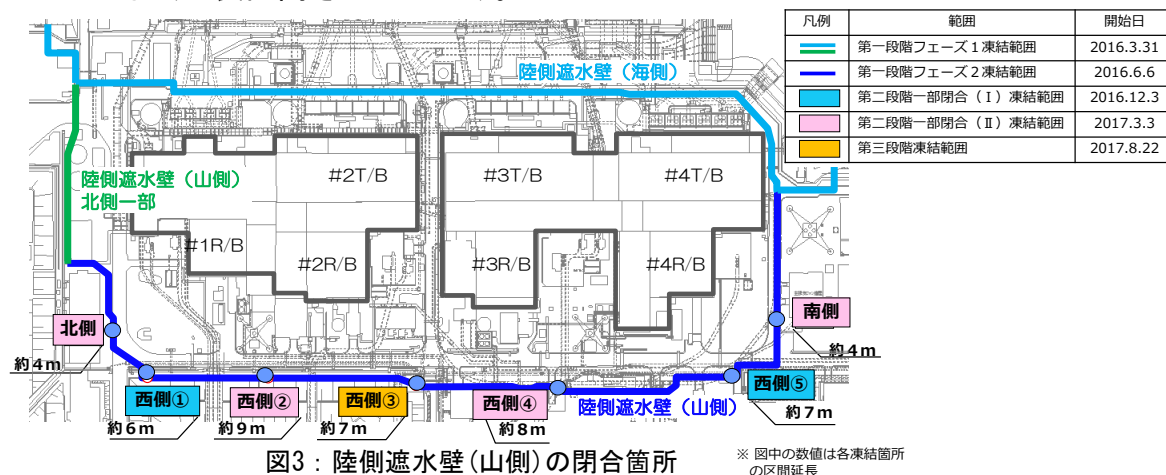 凡例 範囲 開始日
第一段階フェーズ１凍結範囲 2016.3.31
第一段階フェーズ２凍結範囲 2016.6.6
第二段階一部閉合（Ⅰ）凍結範囲 2016.12.3
第二段階一部閉合（Ⅱ）凍結範囲 2017.3.3
第三段階凍結範囲 2017.8.22
陸側遮水壁（海側）
陸側遮水壁（山側）
北側一部
#2T/B
#3T/B
#4T/B
#1R/B
#2R/B
#3R/B
#4R/B
北側
約4ｍ
南側
約4ｍ
西側①
約6ｍ
西側②
約9ｍ
西側③
約7ｍ
西側④
約8ｍ
西側⑤
約7ｍ
陸側遮水壁（山側）
図3：陸側遮水壁(山側)の閉合箇所
※ 図中の数値は各凍結箇所
の区間延長